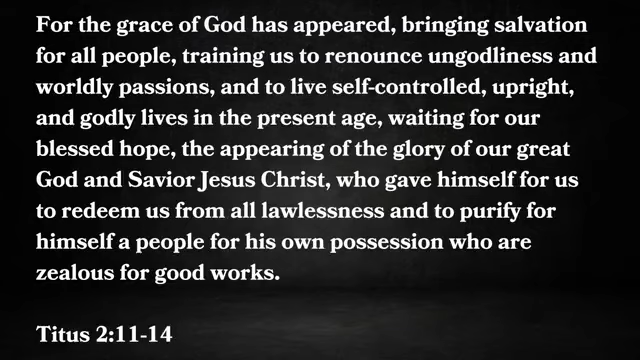 For the grace of God has appeared, bringing salvation
for all people, training us to renounce ungodliness and
worldly passions, and to live self-controlled, upright,
and godly lives in the present age, waiting for our
blessed hope, the appearing of the glory of our great
God and Savior Jesus Christ, who gave himself for us
to redeem us from all lawlessness and to purify for
himself a people for his own possession who are
zealous for good works.
Titus 2:11-14